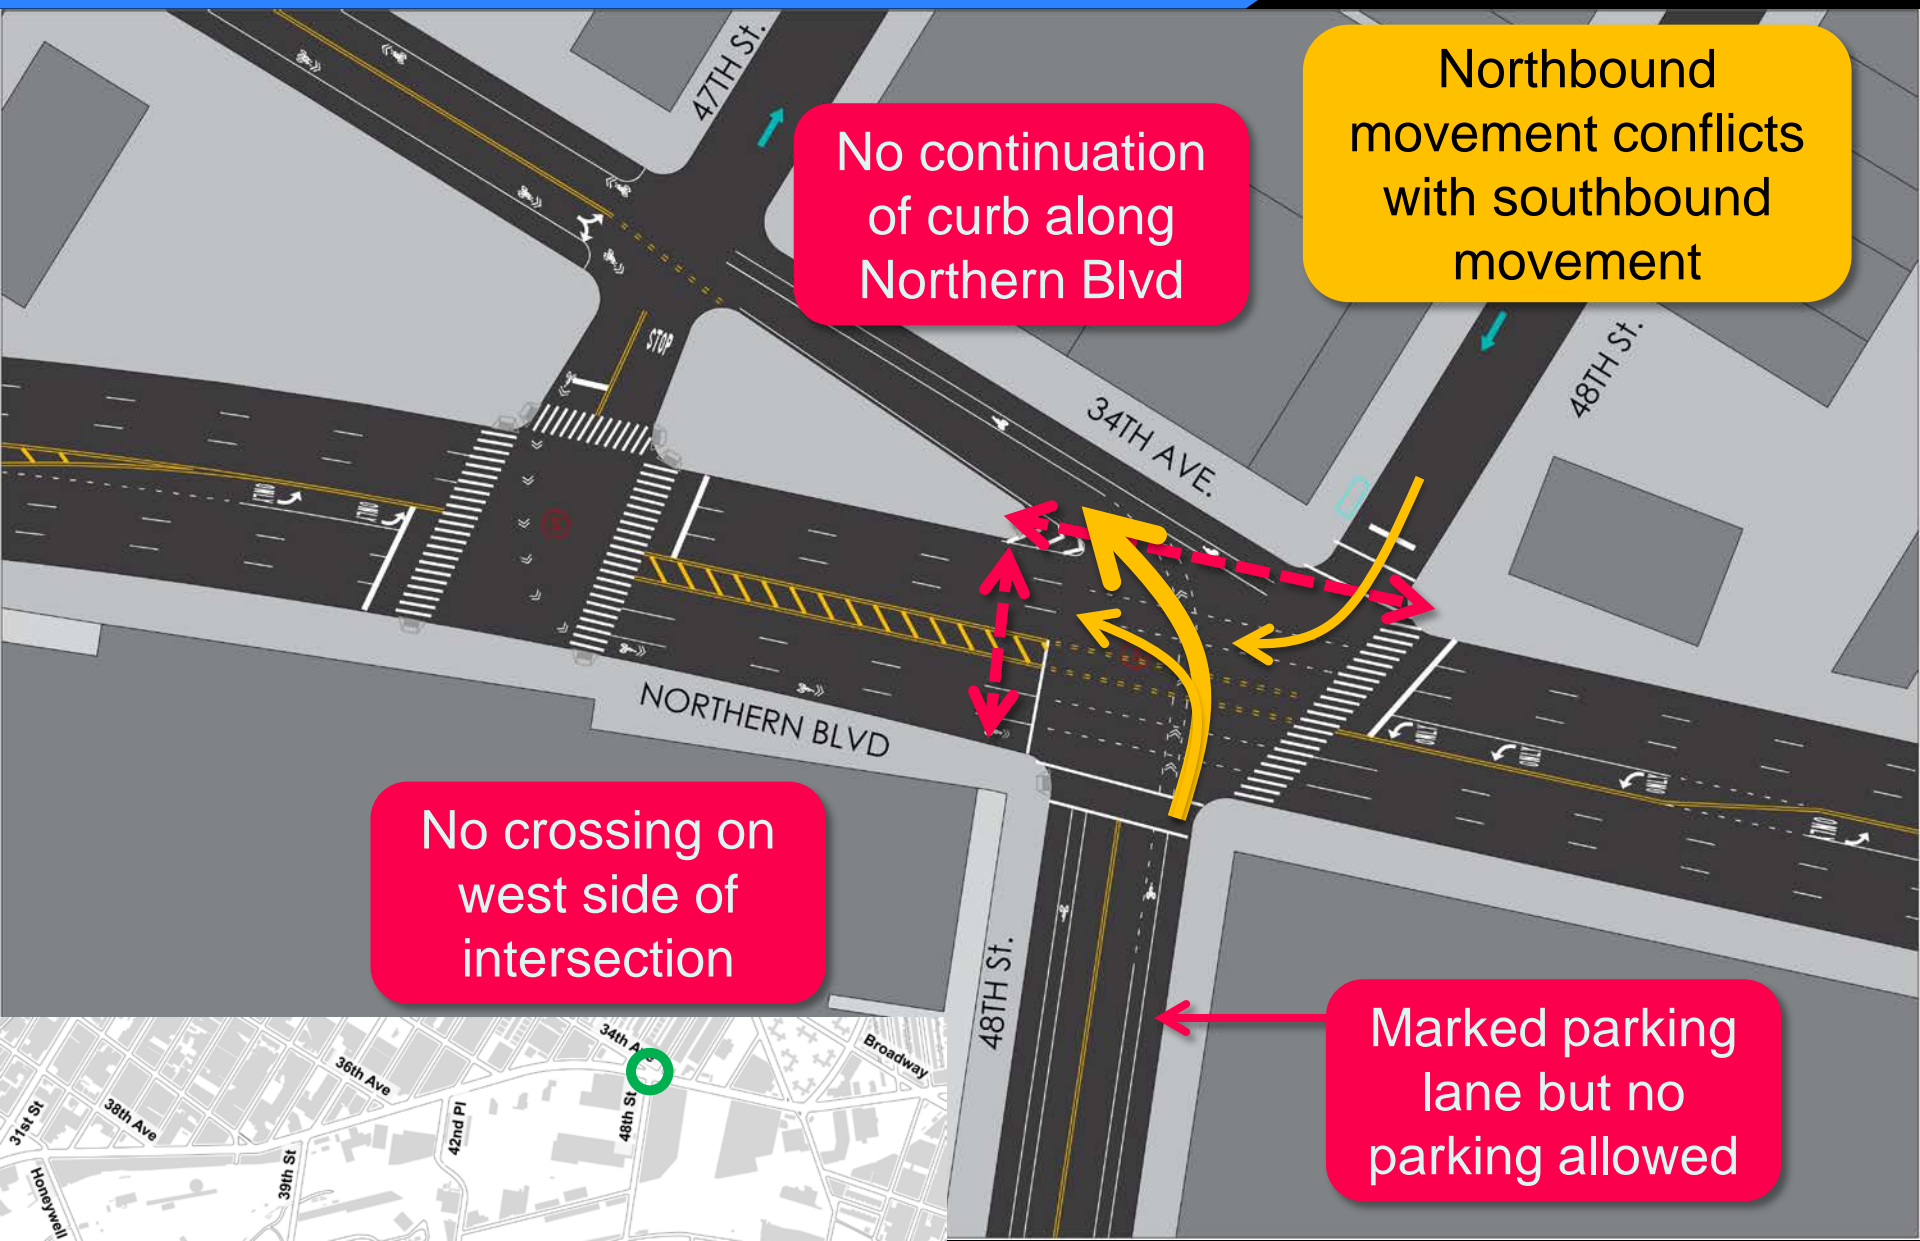 47TH St.
No continuation
of curb along
Northern Blvd
Northbound
movement conflicts
with southbound
movement
STOP
48TH St.
34TH AVE.
ONLY
ONLY
NORTHERN BLVD
ONLY
ONLY
ONLY
ONLY
No crossing on
west side of
intersection
48TH St.
Marked parking
lane but no
parking allowed
34th Ave
Broadway
36th Ave
38th Ave
31st St
42nd Pl
48th St
39th St
Honeywell